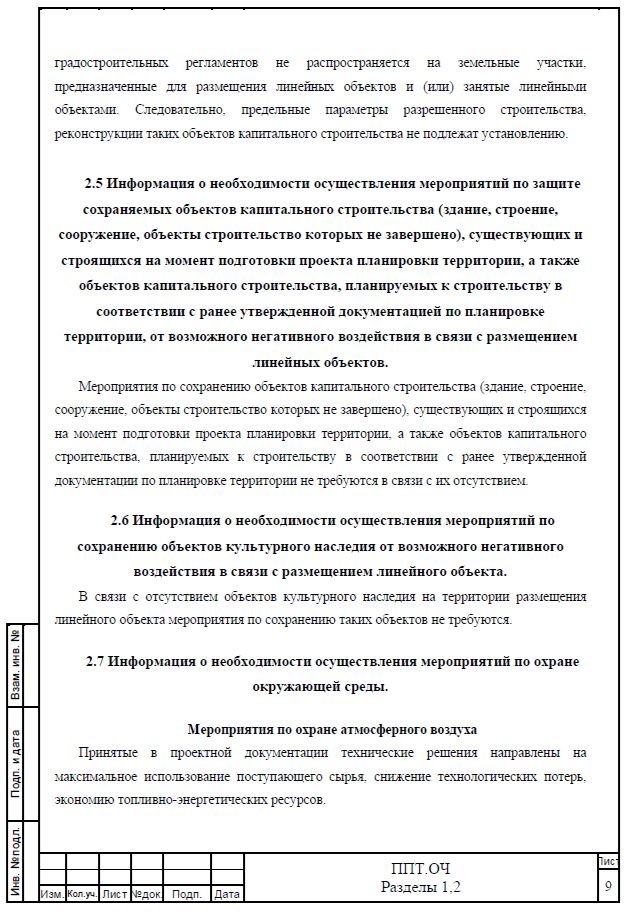 градостроительных регламентов не распространяется на земельные участки,
предназначенные для размещения линейных объектов и (или) занятые линейными
объектами. Следовательно, предельные параметры разрешенного строительства,
реконструкции таких объектов капитального строительства не подлежат установлению.
2.5 Информация о необходимости осуществления мероприятий по защите
сохраняемых объектов капитального строительства (здание, строение,
сооружение, объекты строительство которых не завершено), существующих и
строящихся на момент подготовки проекта планировки территории, а также
объектов капитального строительства, планируемых к строительству в
соответствии с ранее утвержденной документацией по планировке
территории, от возможного негативного воздействия в связи с размещением
линейных объектов.
Мероприятия по сохранению объектов капитального строительства (здание, строение,
сооружение, объекты строительство которых не завершено), существующих и строящихся
на момент подготовки проекта планировки территории, а также объектов капитального
строительства, планируемых к строительству в соответствии с ранее утвержденной
документации по планировке территории не требуются в связи с их отсутствием.
2.6 Информация о необходимости осуществления мероприятий по
сохранению объектов культурного наследия от возможного негативного
воздействия в связи с размещением линейного объекта.
В связи с отсутствием объектов культурного наследия на территории размещения
линейного объекта мероприятия по сохранению таких объектов не требуются.
2.7 Информация о необходимости осуществления мероприятий по охране
окружающей среды.
Мероприятия по охране атмосферного воздуха
Принятые в проектной документации технические решения направлены на
максимальное использование поступающего сырья, снижение технологических потерь,
экономию топливно-энергетических ресурсов.
Взам. инв. №
Подп. и дата
Инв. №подл.
Изм. Кол.уч. Лист №док. Подп. Дата
ППТ.ОЧ
Разделы 1,2
Лист
9